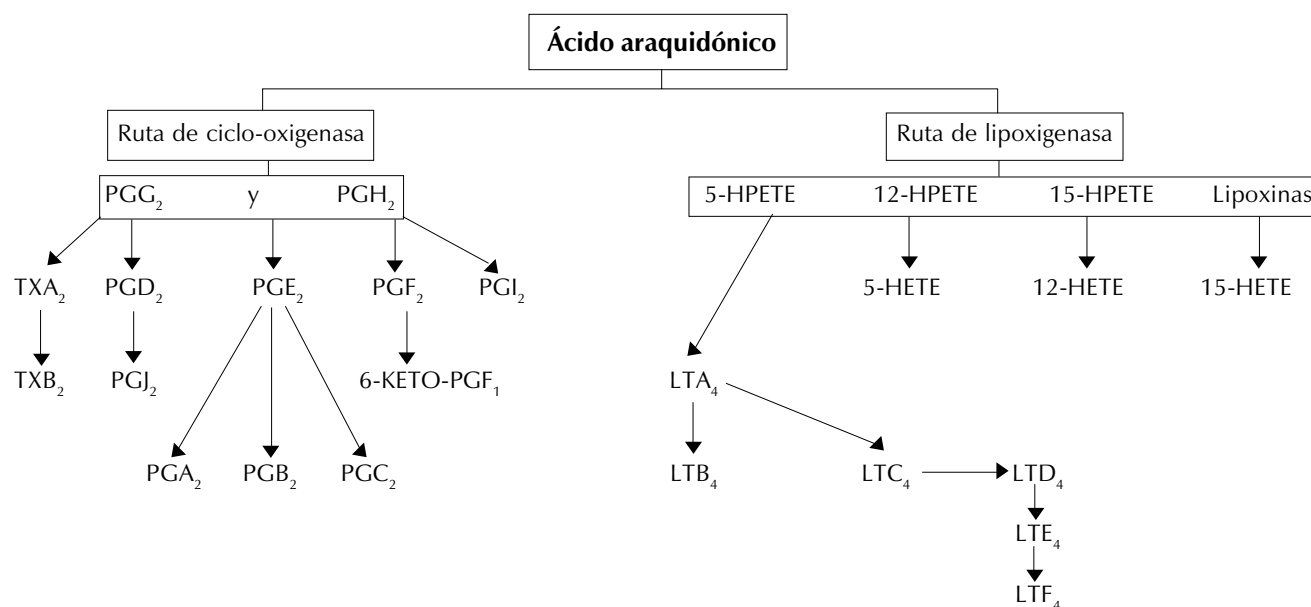 Ácido araquidónico
Ruta de ciclo-oxigenasa
Ruta de lipoxigenasa
PGG₂ y PGH₂
5-HPETE 12-HPETE 15-HPETE Lipoxinas
TXA₂ PGD₂ PGE₂ PGF₂ PGI₂
5-HETE 12-HETE 15-HETE
TXB₂ PGJ₂ 6-KETO-PGF₁
LTA₄
PGA₂ PGB₂ PGC₂
LTB₄ LTC₄ LTD₄
LTE₄
LTF₄